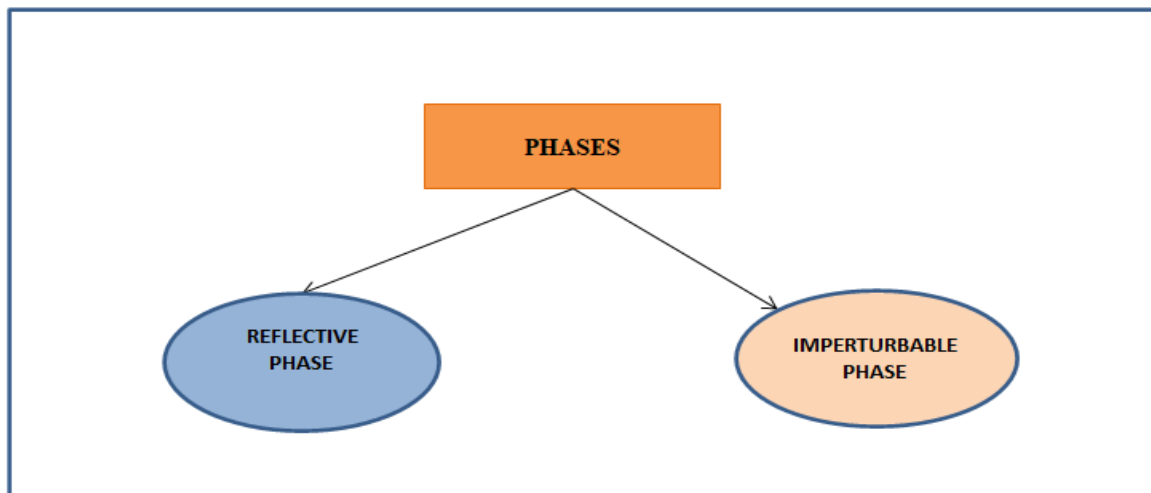 PHASES
REFLECTIVE
PHASE
IMPERTURBABLE
PHASE